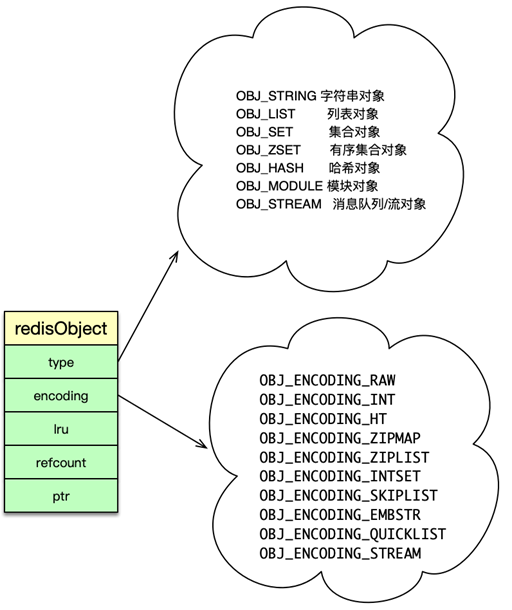 OBJ_STRING 字符串对象
OBJ_LIST 列表对象
OBJ_SET 集合对象
OBJ_ZSET 有序集合对象
OBJ_HASH 哈希对象
OBJ_MODULE 模块对象
OBJ_STREAM 消息队列/流对象
redisObject
type
encoding
lru
refcount
ptr
OBJ_ENCODING_RAW
OBJ_ENCODING_INT
OBJ_ENCODING_HT
OBJ_ENCODING_ZIPMAP
OBJ_ENCODING_ZIPLIST
OBJ_ENCODING_INTSET
OBJ_ENCODING_SKIPLIST
OBJ_ENCODING_EMBSTR
OBJ_ENCODING_QUICKLIST
OBJ_ENCODING_STREAM